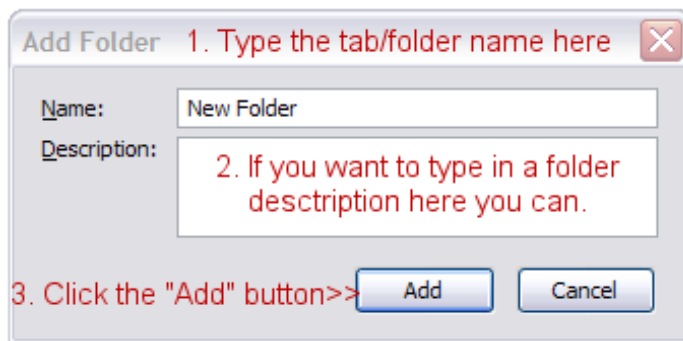 Add Folder 1. Type the tab/folder name here
Name: New Folder
Description: 2. If you want to type in a folder
desctription here you can.
3. Click the "Add" button>> Add Cancel